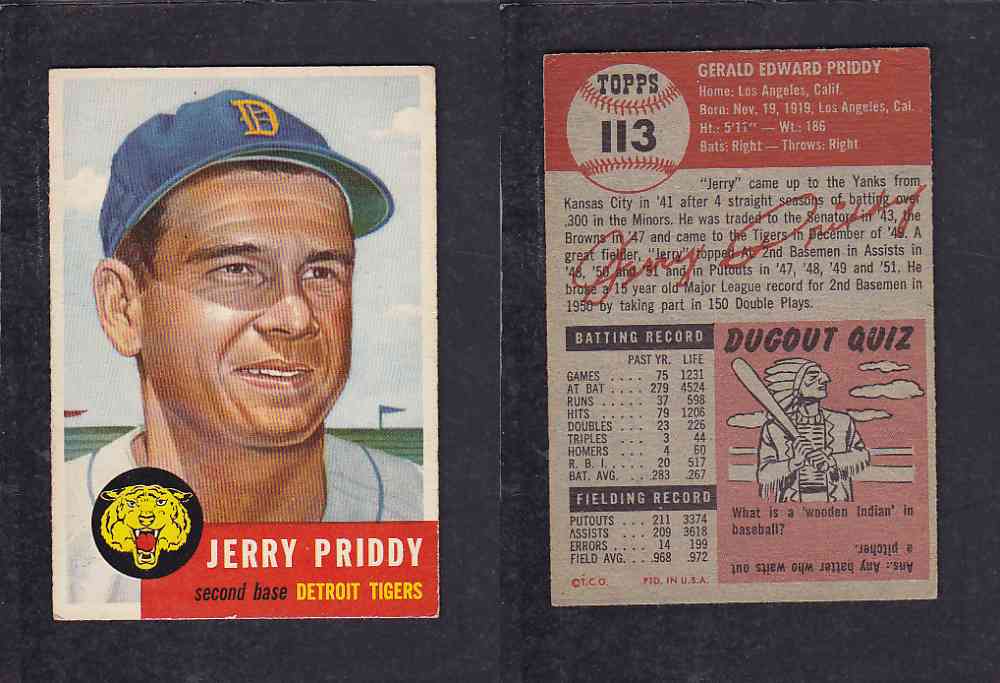 D
JERRY PRIDDY
second base DETROIT TIGERS
TOPPS
113
GERALD EDWARD PRIDDY
Home: Los Angeles, Calif.
Born: Nov. 19, 1919, Los Angeles, Cal.
Ht.: 5'11" — Wt.: 186
Bats: Right — Throws: Right
"Jerry" came up to the Yanks from
Kansas City in '41 after 4 straight seasons of batting over
.300 in the Minors. He was traded to the Senators in '43, the
Browns in '47 and came to the Tigers in December of '49. A
great fielder, "Jerry" topped all 2nd Basemen in Assists in
'48, '50 and '51 and in Putouts in '47, '48, '49 and '51. He
broke a 15 year old Major League record for 2nd Basemen in
1950 by taking part in 150 Double Plays.
Jerry Priddy
BATTING RECORD
PAST YR. LIFE
GAMES .... 75 1231
AT BAT .... 279 4524
RUNS ..... 37 598
HITS ..... 79 1206
DOUBLES ... 23 226
TRIPLES ... 3 44
HOMERS ... 4 60
R. B. I. .... 20 517
BAT. AVG. .. .283 .267
FIELDING RECORD
PUTOUTS ... 211 3374
ASSISTS ... 209 3618
ERRORS .... 14 199
FIELD AVG. .. .968 .972
©T.C.O. PTD. IN U.S.A.
DUGOUT QUIZ
What is a 'wooden Indian' in
baseball?
Ans.: Any batter who waits out
a pitcher.